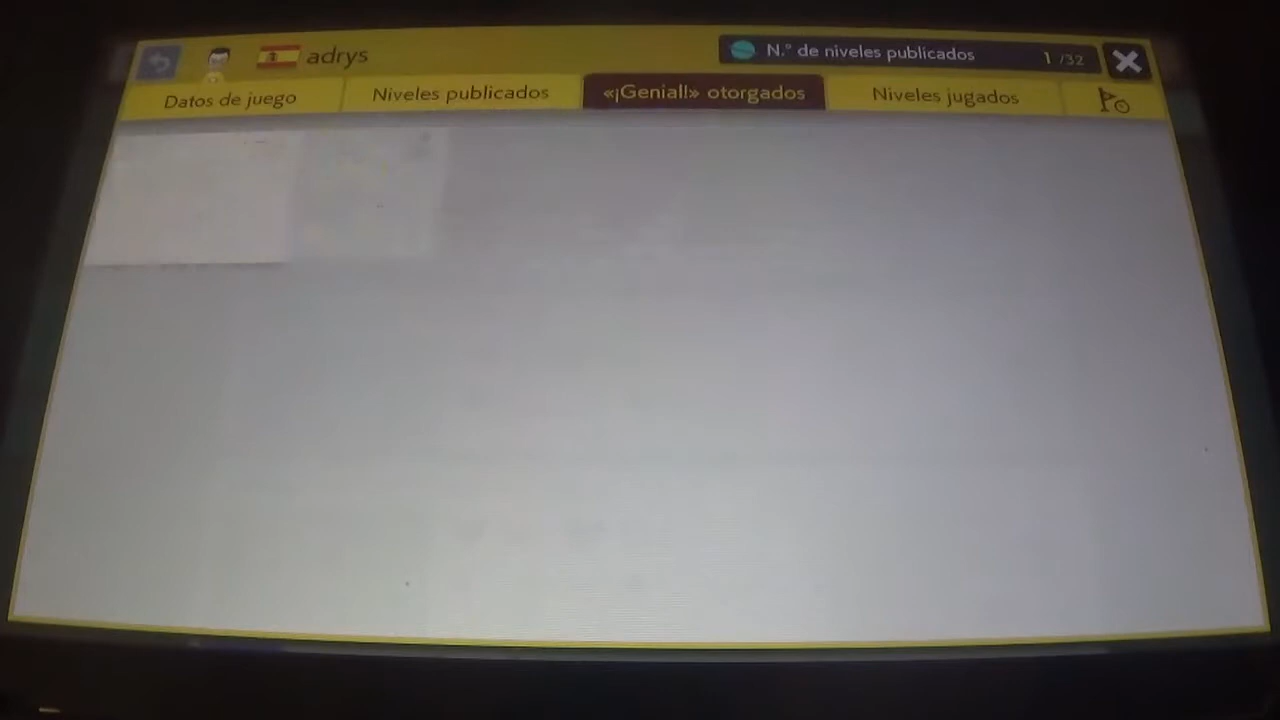 adrys
N.º de niveles publicados 1/32
Datos de juego
Niveles publicados
«¡Genial!» otorgados
Niveles jugados